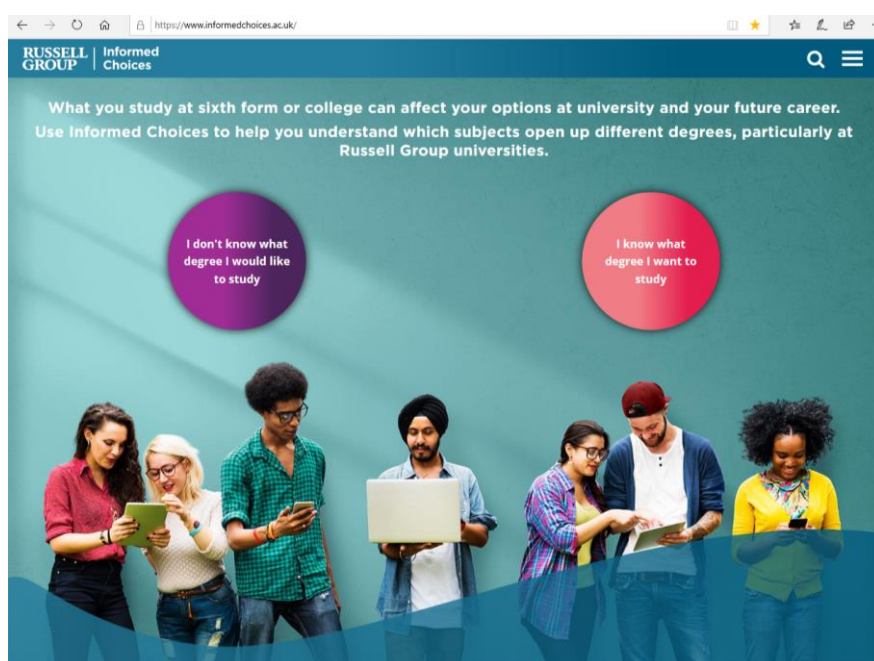 https://www.informedchoices.ac.uk/
RUSSELL
GROUP
Informed
Choices
What you study at sixth form or college can affect your options at university and your future career.
Use Informed Choices to help you understand which subjects open up different degrees, particularly at
Russell Group universities.
I don't know what
degree I would like
to study
I know what
degree I want to
study